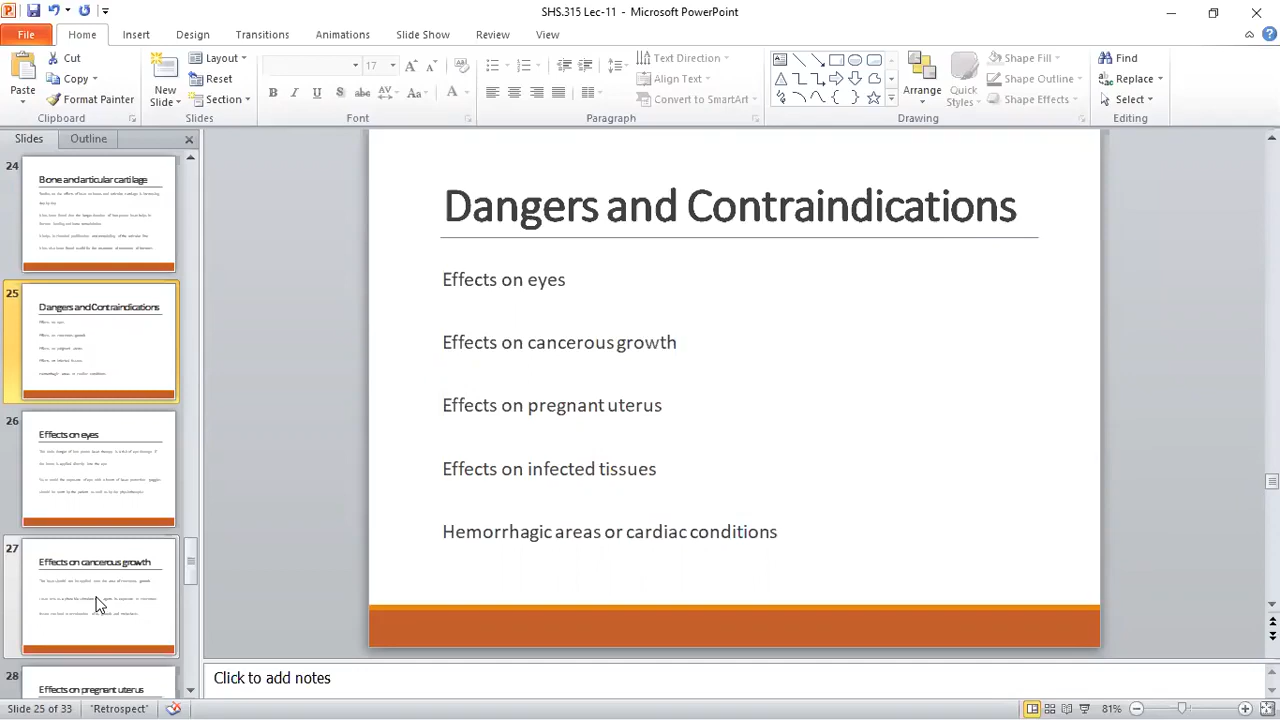 SHS.315 Lec-11 - Microsoft PowerPoint
File Home Insert Design Transitions Animations Slide Show Review View
Paste Cut Copy Format Painter Clipboard
New Slide Layout Reset Section Slides
17 Font
Text Direction Align Text Convert to SmartArt Paragraph
Arrange Quick Styles Shape Fill Shape Outline Shape Effects Drawing
Find Replace Select Editing
Slides Outline
24
Bone and articular cartilage
25
Dangers and Contraindications
26
Effects on eyes
27
Effects on cancerous growth
28
Effects on pregnant uterus
Dangers and Contraindications
Effects on eyes
Effects on cancerous growth
Effects on pregnant uterus
Effects on infected tissues
Hemorrhagic areas or cardiac conditions
Click to add notes
Slide 25 of 33 "Retrospect" 81%